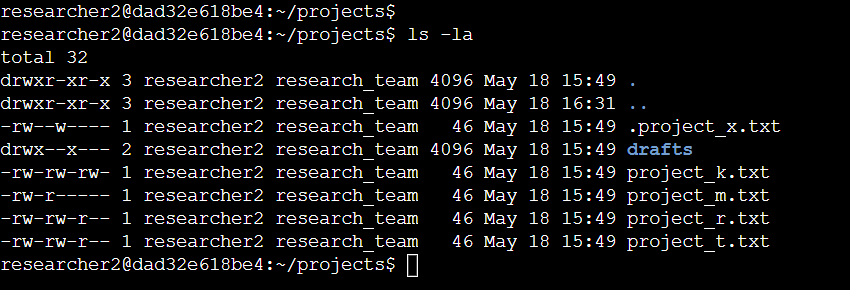 researcher2@dad32e618be4:~/projects$
researcher2@dad32e618be4:~/projects$ ls -la
total 32
drwxr-xr-x 3 researcher2 research_team 4096 May 18 15:49 .
drwxr-xr-x 3 researcher2 research_team 4096 May 18 16:31 ..
-rw--w---- 1 researcher2 research_team   46 May 18 15:49 .project_x.txt
drwx--x--- 2 researcher2 research_team 4096 May 18 15:49 drafts
-rw-rw-rw- 1 researcher2 research_team   46 May 18 15:49 project_k.txt
-rw-r----- 1 researcher2 research_team   46 May 18 15:49 project_m.txt
-rw-rw-r-- 1 researcher2 research_team   46 May 18 15:49 project_r.txt
-rw-rw-r-- 1 researcher2 research_team   46 May 18 15:49 project_t.txt
researcher2@dad32e618be4:~/projects$